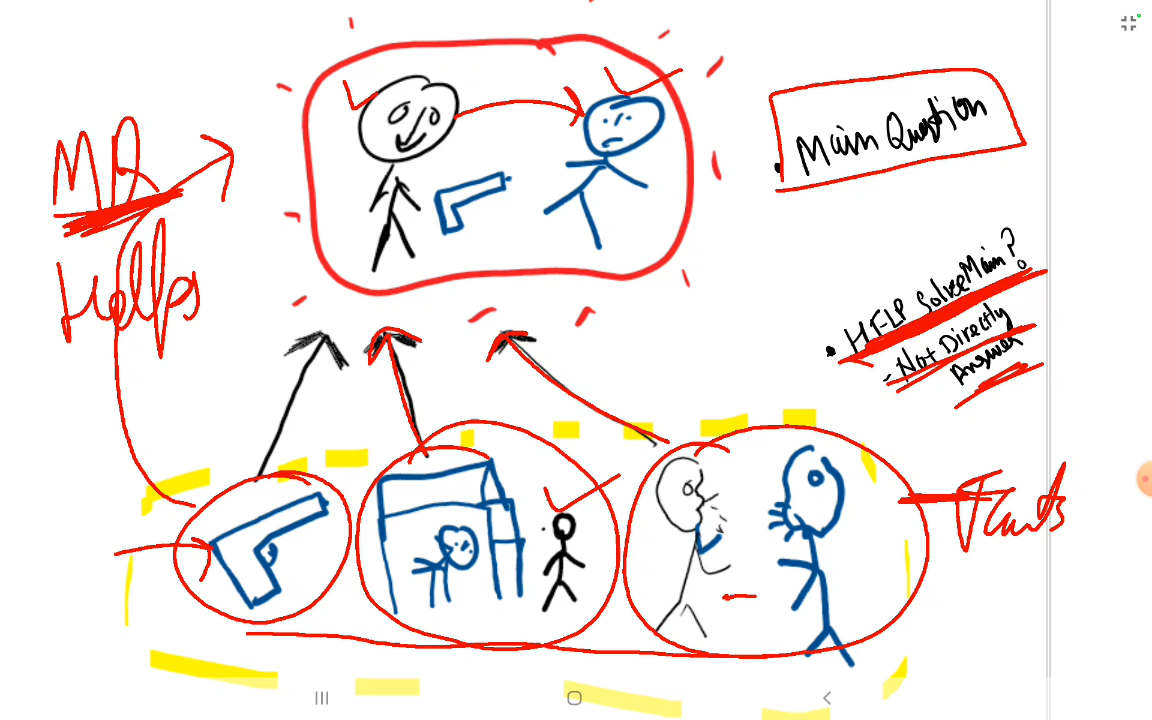 Main Question
MB
Helps
HELP Solve Main?
- Not Directly
Answer
Facts